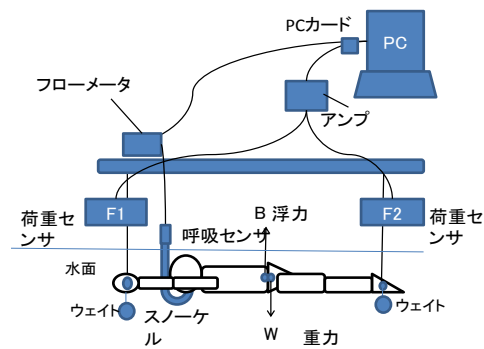 PCカード
PC
フローメータ
アンプ
F1
F2
荷重セ
ンサ
呼吸センサ
B 浮力
荷重セ
ンサ
水面
ウェイト
スノーケ
ル
W 重力
ウェイト